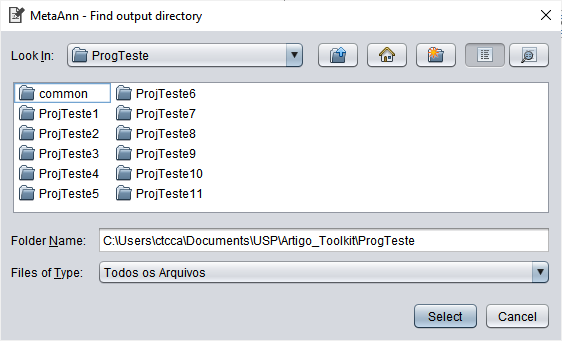 MetaAnn - Find output directory
Look In: ProgTeste
common ProjTeste6
ProjTeste1 ProjTeste7
ProjTeste2 ProjTeste8
ProjTeste3 ProjTeste9
ProjTeste4 ProjTeste10
ProjTeste5 ProjTeste11
Folder Name: C:\Users\ctcca\Documents\USP\Artigo_Toolkit\ProgTeste
Files of Type: Todos os Arquivos
Select Cancel